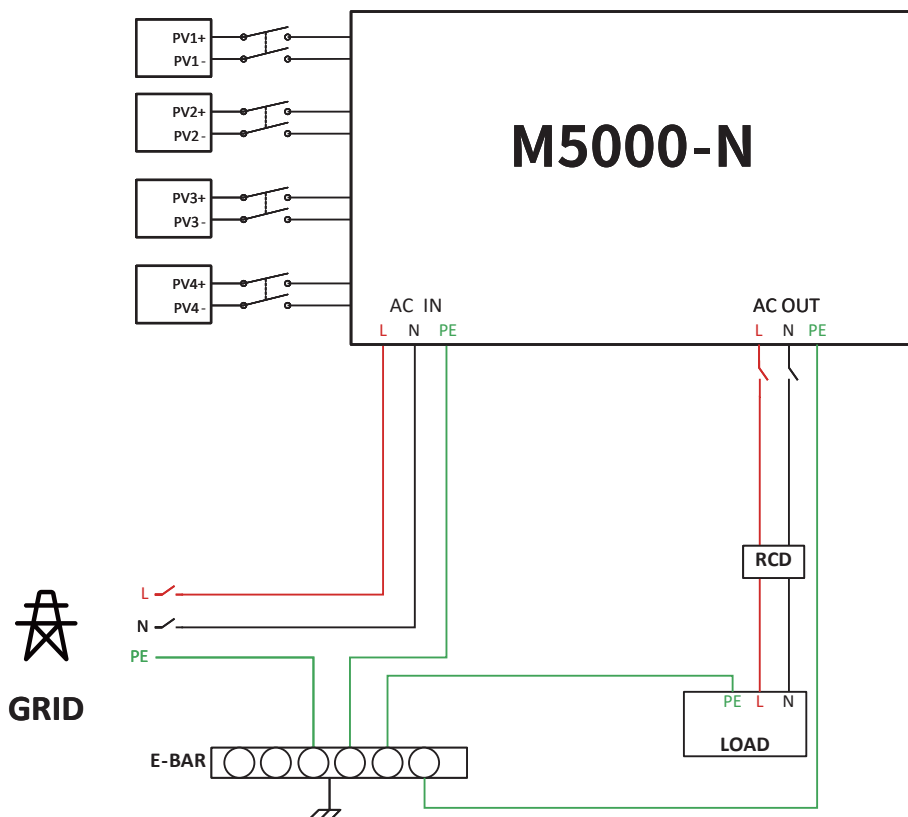 PV1+
PV1-
PV2+
PV2-
PV3+
PV3-
PV4+
PV4-
M5000-N
AC IN
L N PE
AC OUT
L N PE
RCD
L
N
PE
GRID
E-BAR
PE L N
LOAD